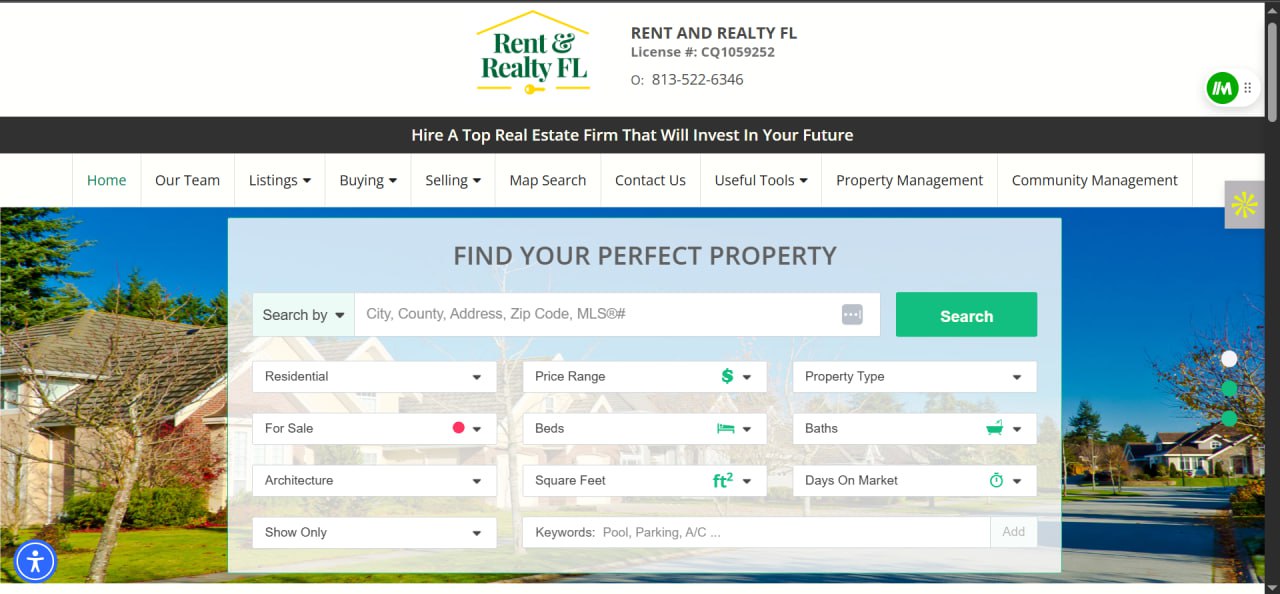 Rent &
Realty FL
RENT AND REALTY FL
License #: CQ1059252
O: 813-522-6346
Hire A Top Real Estate Firm That Will Invest In Your Future
Home Our Team Listings Buying Selling Map Search Contact Us Useful Tools Property Management Community Management
FIND YOUR PERFECT PROPERTY
Search by City, County, Address, Zip Code, MLS®# Search
Residential Price Range $ Property Type
For Sale Beds Baths
Architecture Square Feet ft² Days On Market
Show Only Keywords: Pool, Parking, A/C ... Add